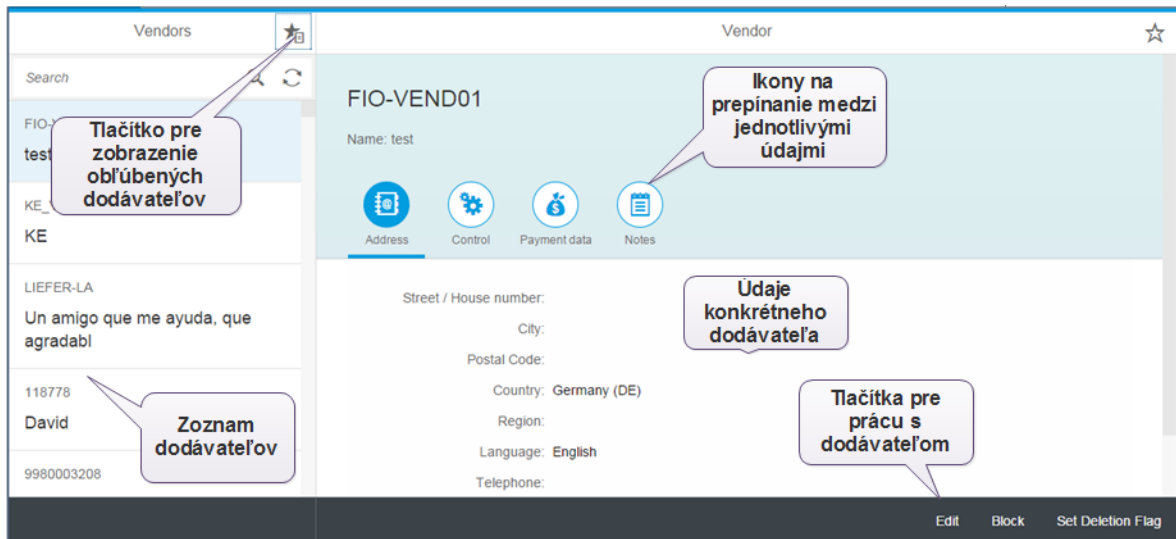 Vendors
Vendor
Search
FIO-VEND01
Name: test
Ikony na
prepínanie medzi
jednotlivými
údajmi
Tlačítko pre
zobrazenie
obľúbených
dodávateľov
test
KE
LIEFER-LA
Un amigo que me ayuda, que
agradabl
118778
David
9980003208
Zoznam
dodávateľov
Address
Control
Payment data
Notes
Street / House number:
City:
Postal Code:
Country: Germany (DE)
Region:
Language: English
Telephone:
Údaje
konkrétneho
dodávateľa
Tlačítka pre
prácu s
dodávateľom
Edit
Block
Set Deletion Flag